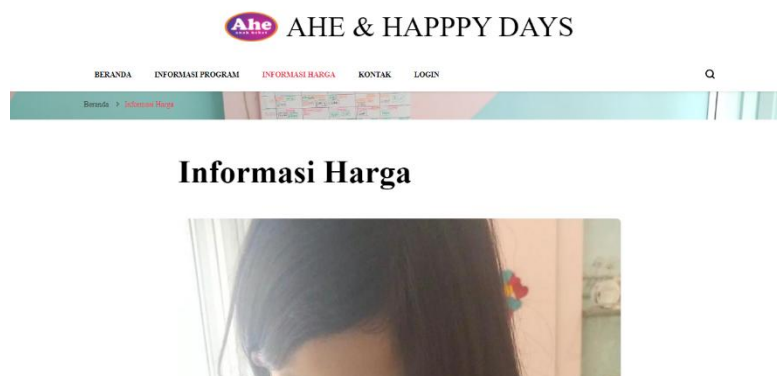 Ahe
AHE & HAPPPY DAYS
BERANDA INFORMASI PROGRAM INFORMASI HARGA KONTAK LOGIN
Beranda > Informasi Harga
Informasi Harga